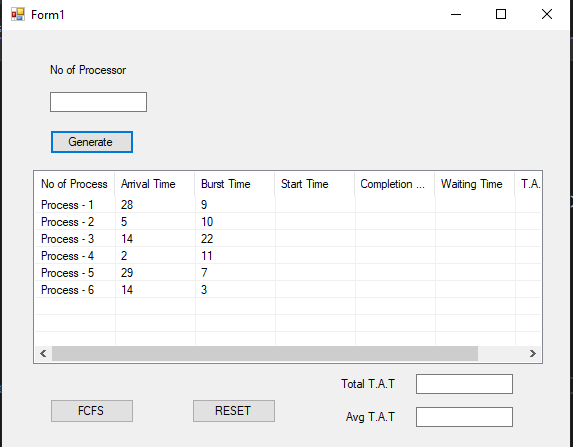 Form1
No of Processor
Generate
No of Process Arrival Time Burst Time Start Time Completion ... Waiting Time T.A.
Process - 1 28 9
Process - 2 5 10
Process - 3 14 22
Process - 4 2 11
Process - 5 29 7
Process - 6 14 3
Total T.A.T
FCFS RESET
Avg T.A.T